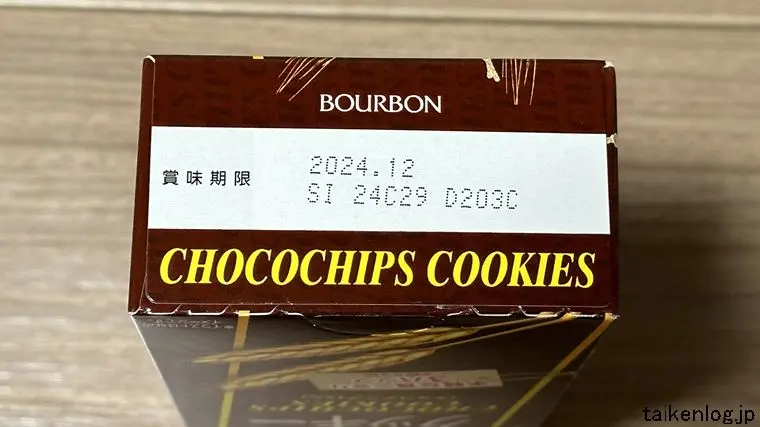 BOURBON
賞味期限
2024.12
SI 24C29 D203C
CHOCOCHIPS COOKIES
taikenlog.jp